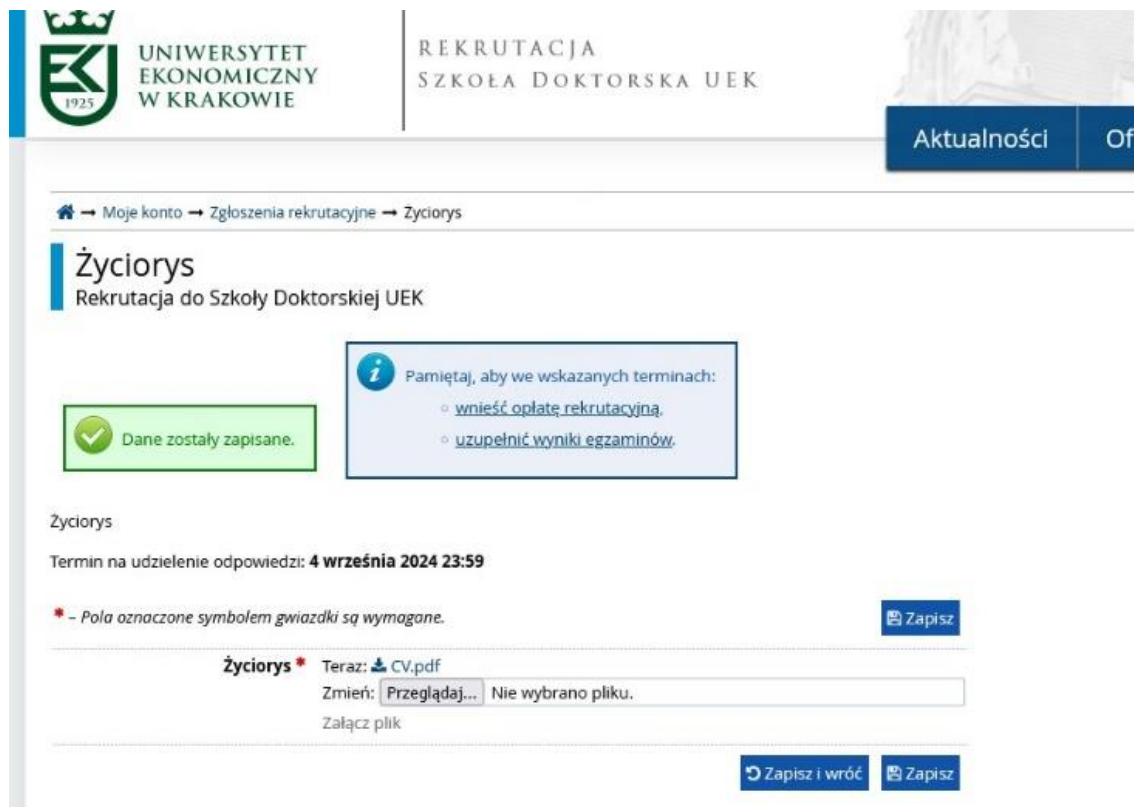 UNIWERSYTET
EKONOMICZNY
W KRAKOWIE
1925
REKRUTACJA
SZKOŁA DOKTORSKA UEK
Aktualności Of
→ Moje konto → Zgłoszenia rekrutacyjne → Życiorys
Życiorys
Rekrutacja do Szkoły Doktorskiej UEK
Pamiętaj, aby we wskazanych terminach:
wnieść opłatę rekrutacyjną,
uzupełnić wyniki egzaminów.
Dane zostały zapisane.
Życiorys
Termin na udzielenie odpowiedzi: 4 września 2024 23:59
* – Pola oznaczone symbolem gwiazdki są wymagane.
Zapisz
Życiorys * Teraz: CV.pdf
Zmień: Przeglądaj... Nie wybrano pliku.
Załącz plik
Zapisz i wróć Zapisz